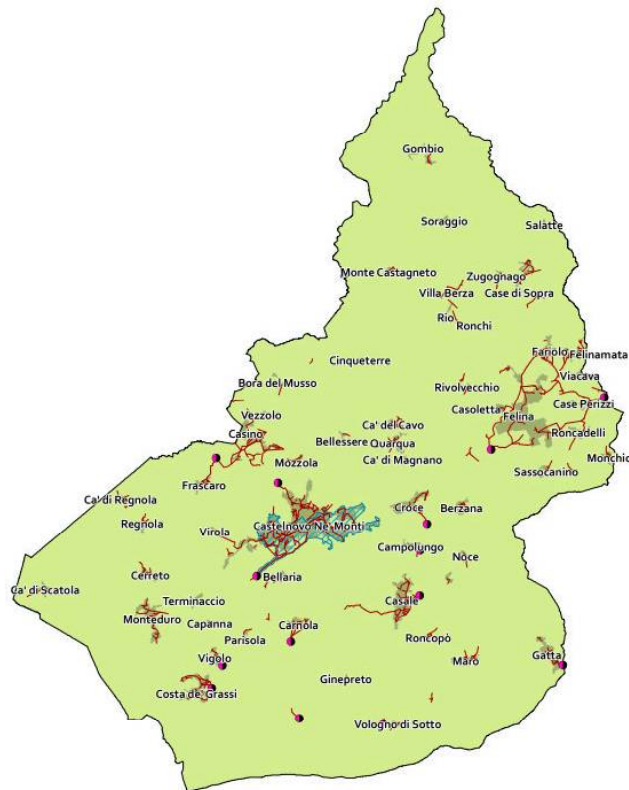 Gombio
Soraggio
Salatte
Monte Castagneto
Zugognago
Villa Berza
Case di Sopra
Rio
Ronchi
Fariolo
Felinamata
Cinqueterre
Viacava
Bora del Musso
Rivolvecchio
Case Perizzi
Casoletta
Felina
Vezzolo
Ca' del Cavo
Casino
Bellessere
Quarqua
Roncadelli
Mozzola
Ca' di Magnano
Monchio
Sassocanino
Frascaro
Ca' di Regnola
Croce
Berzana
Regnola
Virola
Castelnovo Ne' Monti
Campolungo
Noce
Cerreto
Bellaria
Ca' di Scatola
Terminaccio
Casale
Monteduro
Capanna
Carnola
Parisola
Roncopò
Vigolo
Maro
Gatta
Ginepreto
Costa de' Grassi
Vologno di Sotto